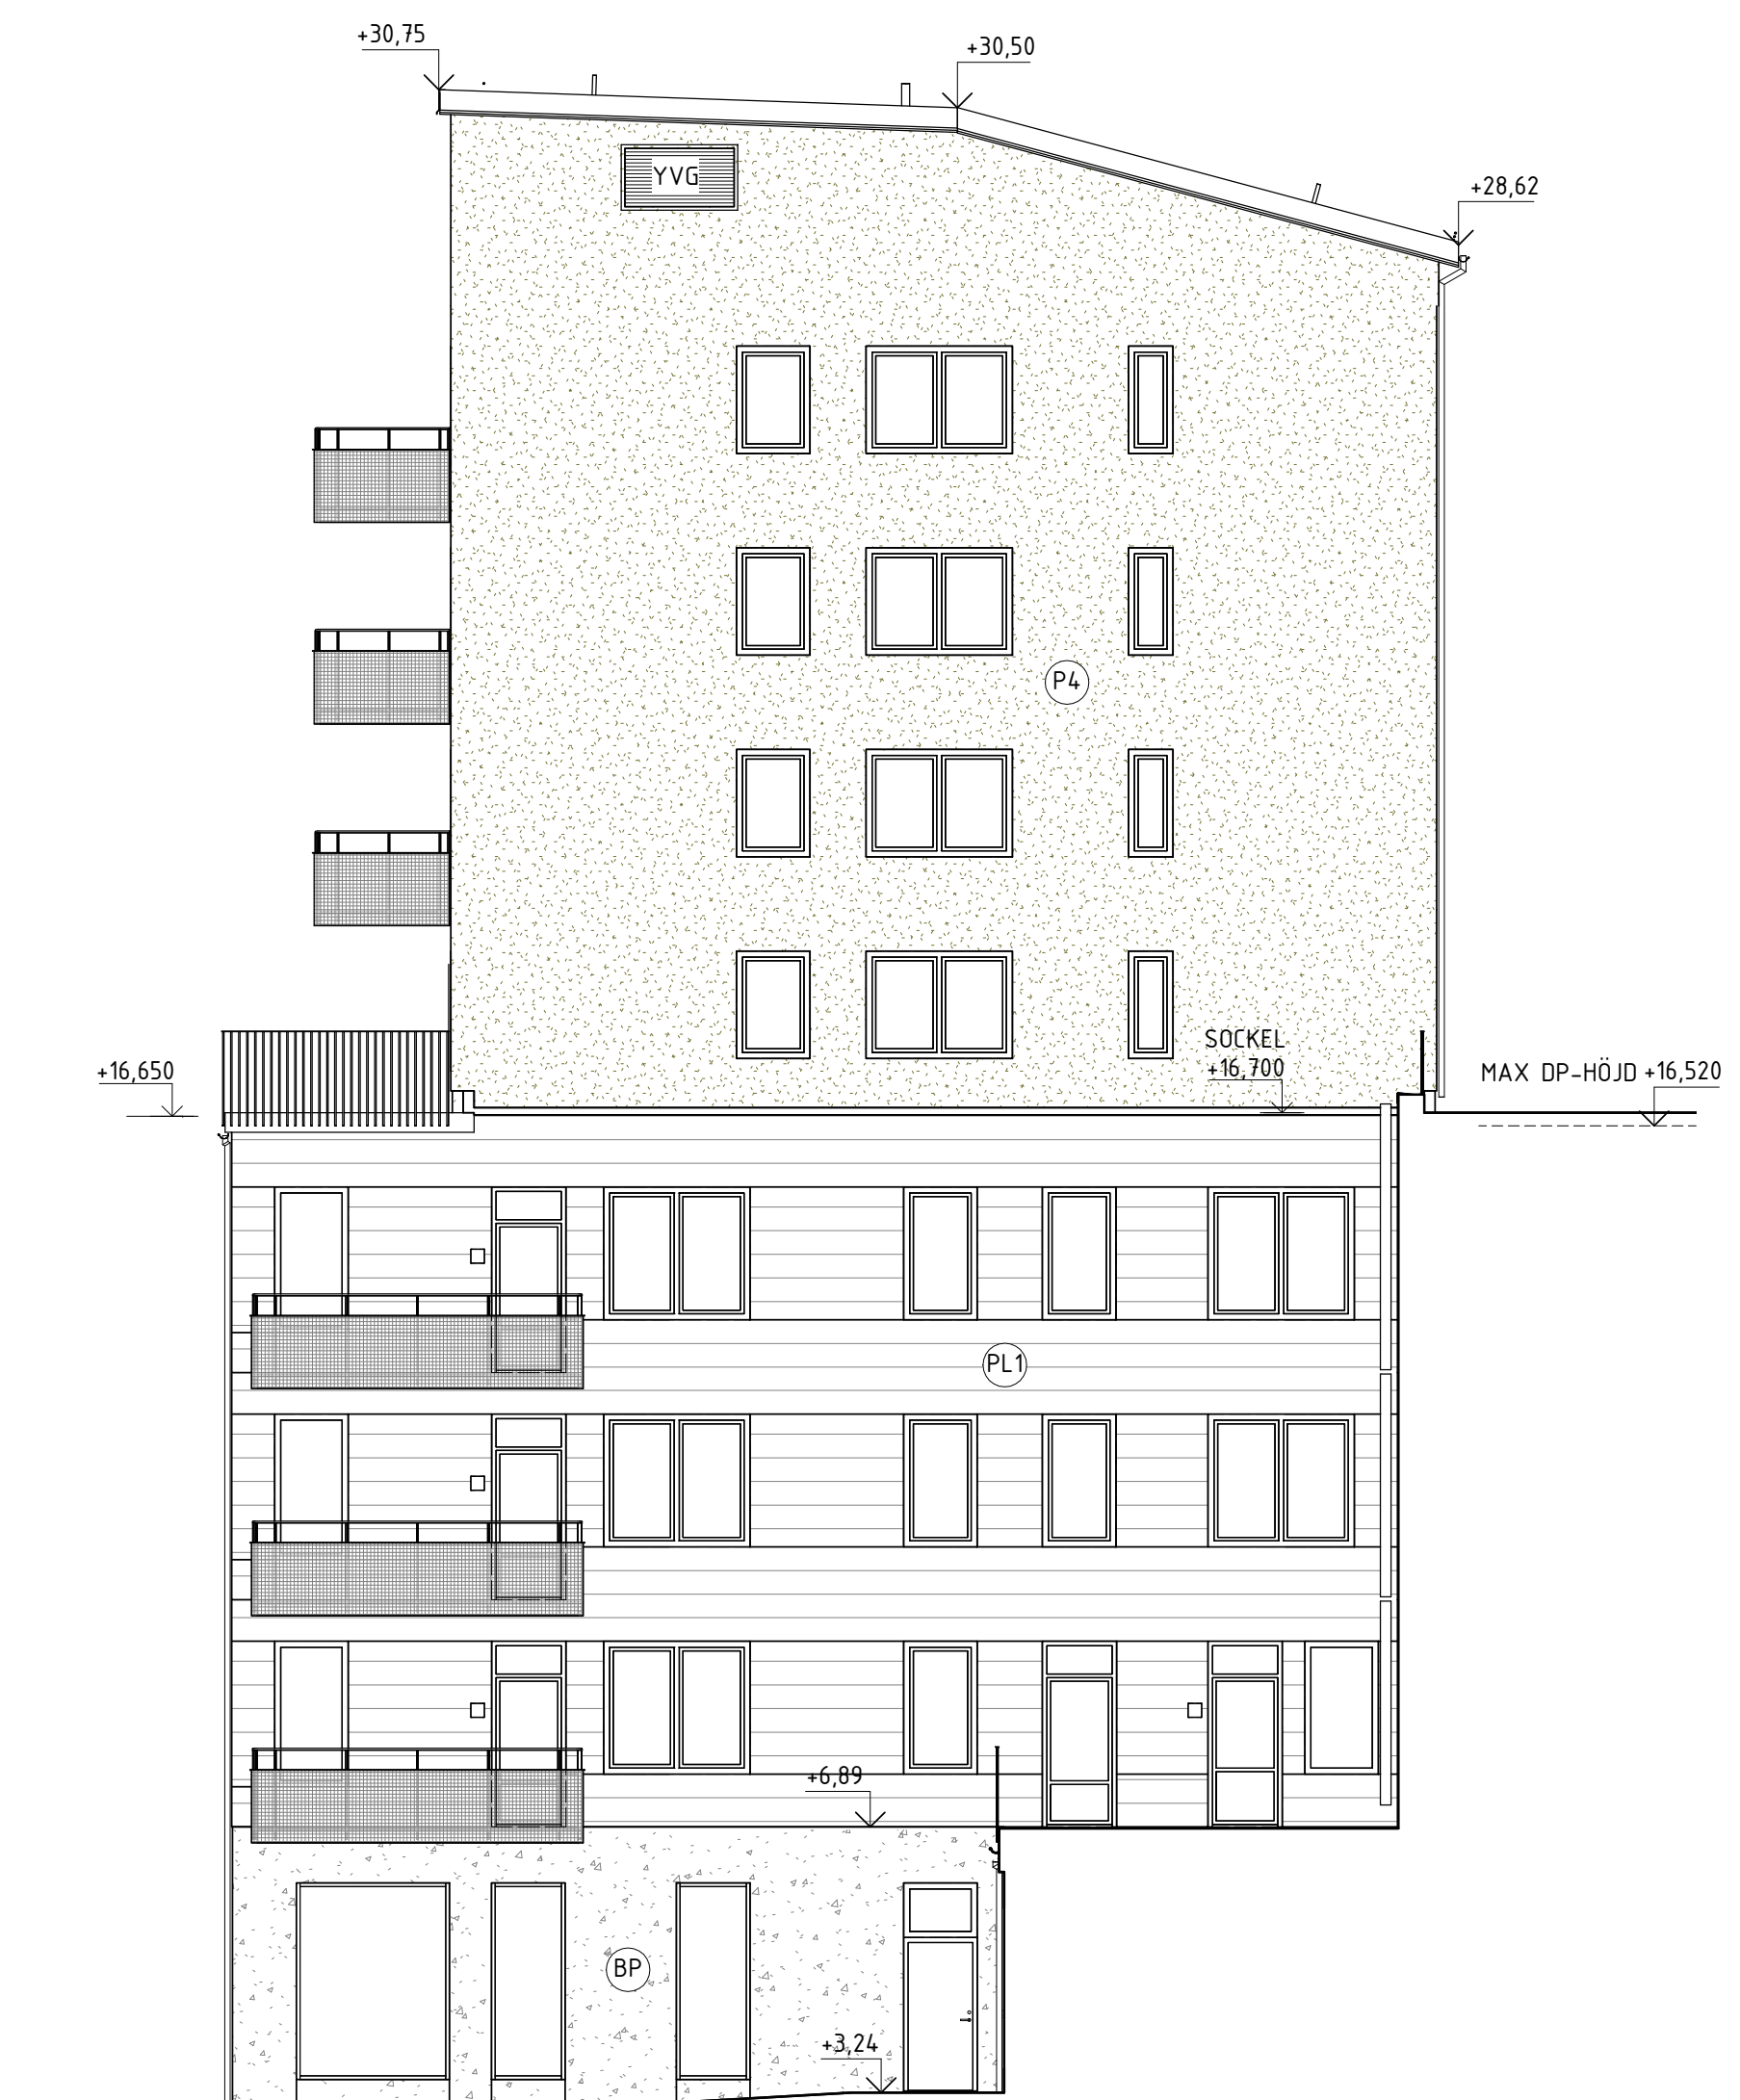 +30,75
+30,50
YVG
+28,62
P4
SOCKEL
+16,700
+16,650
MAX DP-HÖJD +16,520
PL1
+6,89
BP
+3,24